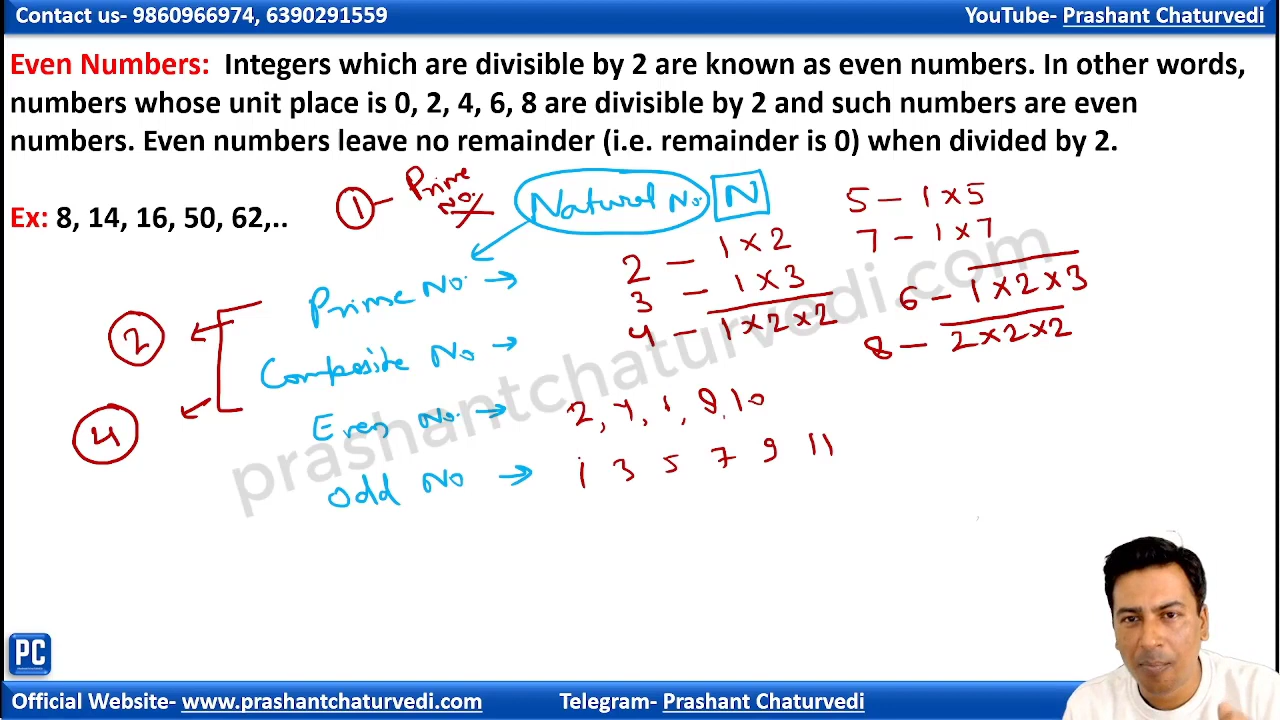 Contact us- 9860966974, 6390291559
YouTube- Prashant Chaturvedi
Even Numbers: Integers which are divisible by 2 are known as even numbers. In other words,
numbers whose unit place is 0, 2, 4, 6, 8 are divisible by 2 and such numbers are even
numbers. Even numbers leave no remainder (i.e. remainder is 0) when divided by 2.
Ex: 8, 14, 16, 50, 62,..
1 - Prime
No.
Natural No. N
5 - 1 × 5
7 - 1 × 7
Prime No. →
2 - 1 × 2
3 - 1 × 3
4 - 1 × 2 × 2
6 - 1 × 2 × 3
8 - 2 × 2 × 2
2
Composite No →
4
Even No. → 2, 4, 8, 10
Odd No → 1 3 5 7 9 11
prashantchaturvedi.com
PC
Official Website- www.prashantchaturvedi.com
Telegram- Prashant Chaturvedi